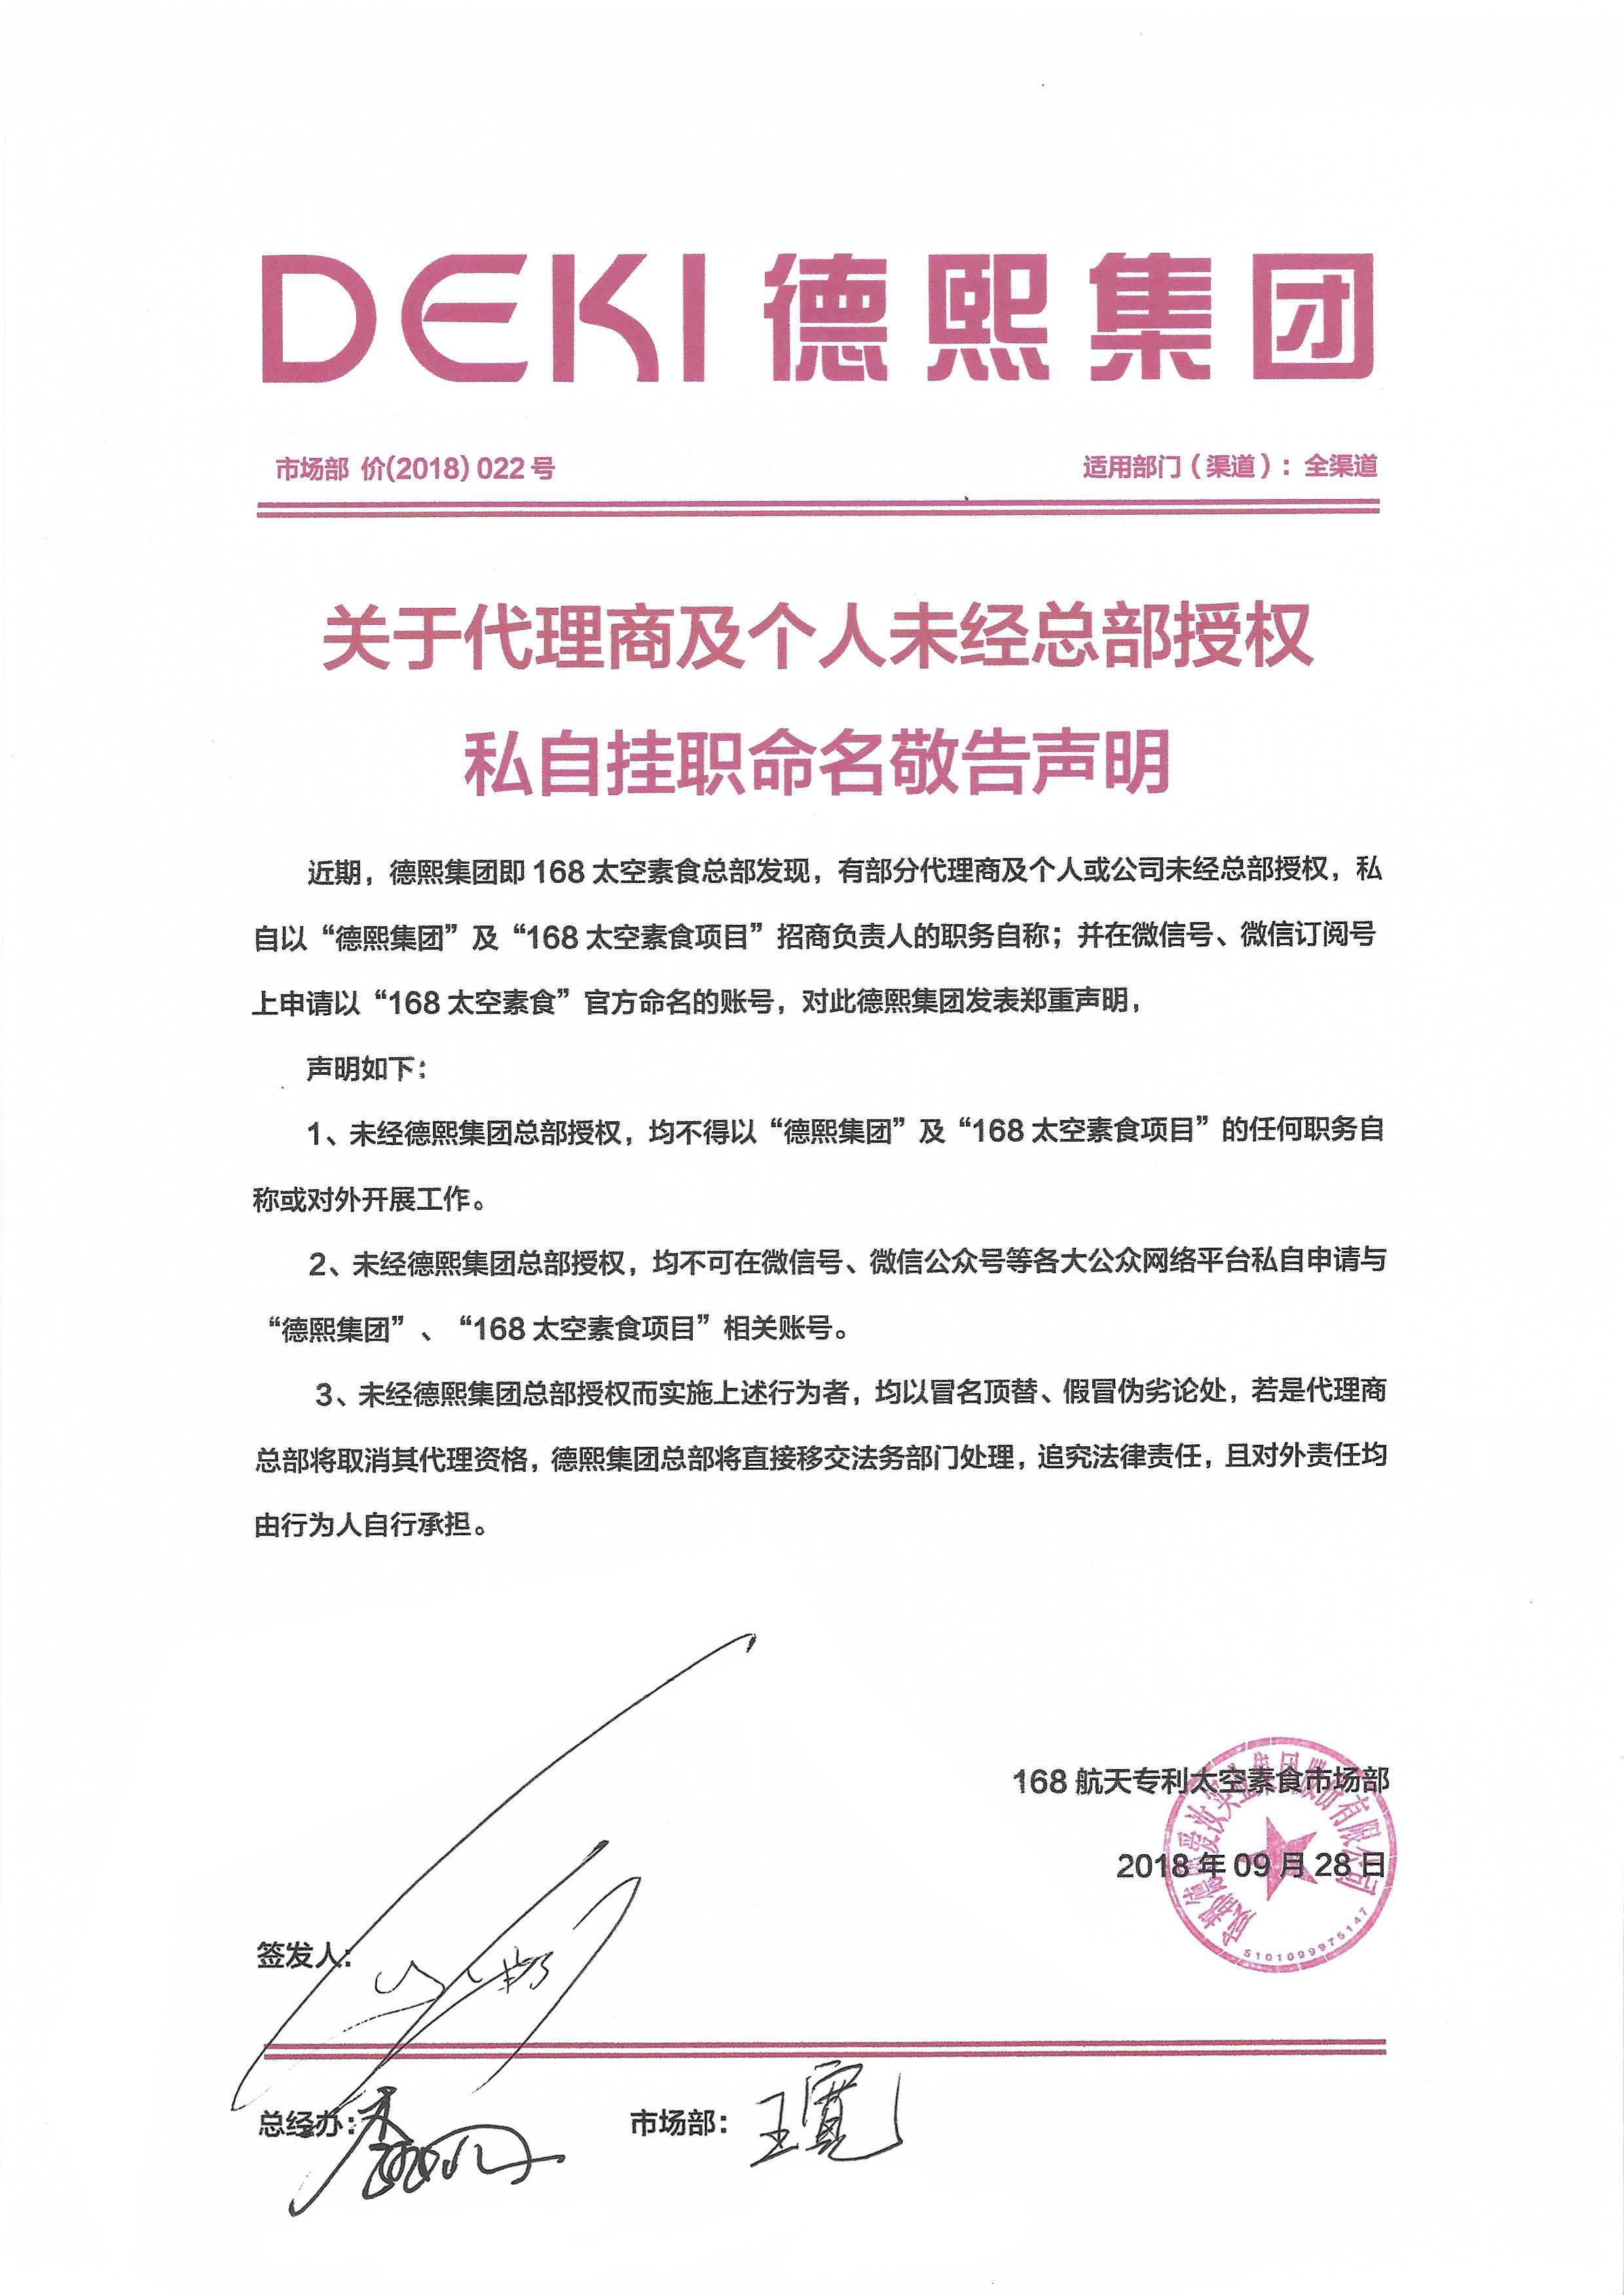 DEKI 德熙集团
市场部 价(2018) 022 号 适用部门（渠道）：全渠道
关于代理商及个人未经总部授权
私自挂职命名敬告声明
近期，德熙集团即 168 太空素食总部发现，有部分代理商及个人或公司未经总部授权，私
自以“德熙集团”及“168 太空素食项目”招商负责人的职务自称；并在微信号、微信订阅号
上申请以“168 太空素食”官方命名的账号，对此德熙集团发表郑重声明，
声明如下：
1、未经德熙集团总部授权，均不得以“德熙集团”及“168 太空素食项目”的任何职务自
称或对外开展工作。
2、未经德熙集团总部授权，均不可在微信号、微信公众号等各大公众网络平台私自申请与
“德熙集团”、“168 太空素食项目”相关账号。
3、未经德熙集团总部授权而实施上述行为者，均以冒名顶替、假冒伪劣论处，若是代理商
总部将取消其代理资格，德熙集团总部将直接移交法务部门处理，追究法律责任，且对外责任均
由行为人自行承担。
168 航天专利太空素食市场部
2018 年 09 月 28 日
5101099975147
签发人：
总经办：
市场部：王寬